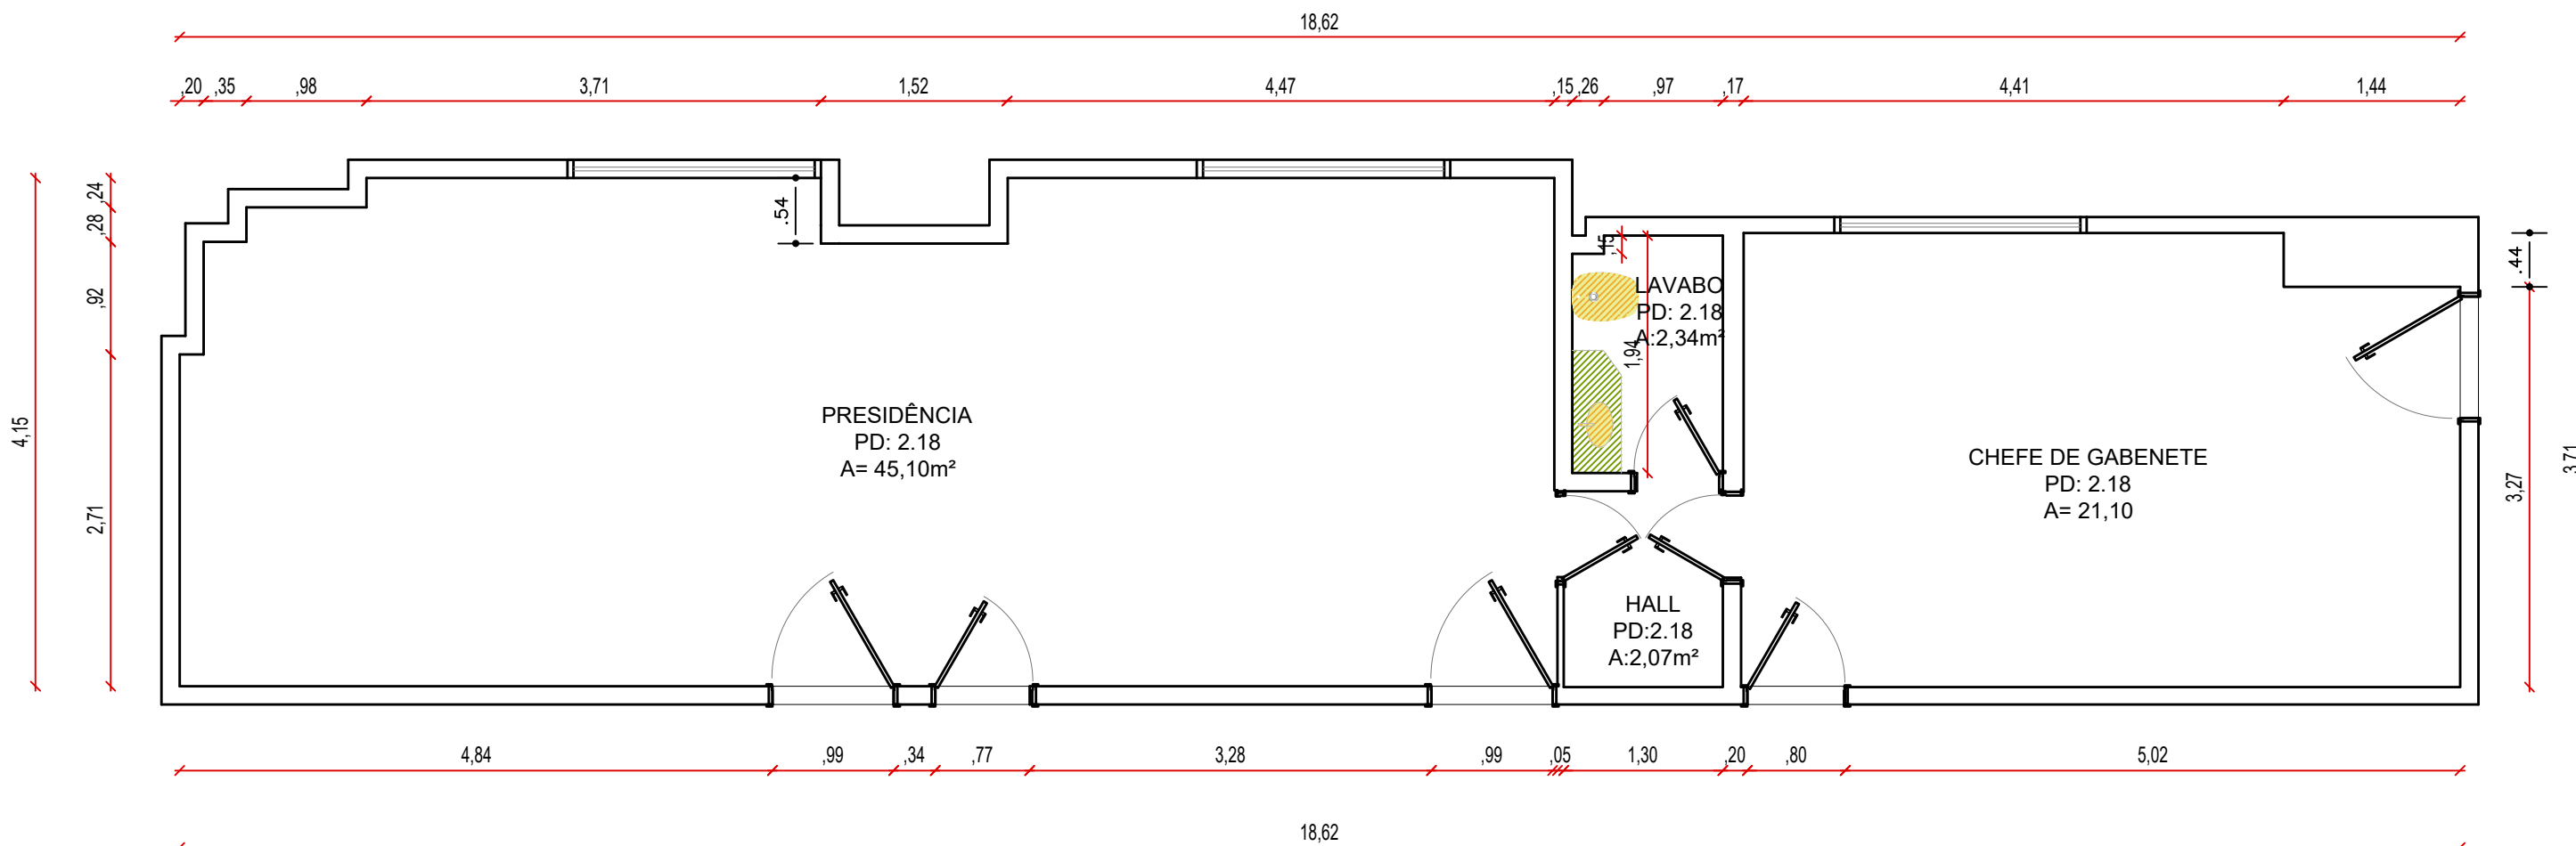 18,62
,20 ,35 ,98 3,71 1,52 4,47 ,15 ,26 ,97 ,17 4,41 1,44
4,15
,24
,28
,92
2,71
.54
,15
1,94
LAVABO
PD: 2.18
A:2,34m²
PRESIDÊNCIA
PD: 2.18
A= 45,10m²
CHEFE DE GABENETE
PD: 2.18
A= 21,10
HALL
PD:2.18
A:2,07m²
.44
3,27
3,71
4,84 ,99 ,34 ,77 3,28 ,99 ,05 1,30 ,20 ,80 5,02
18,62